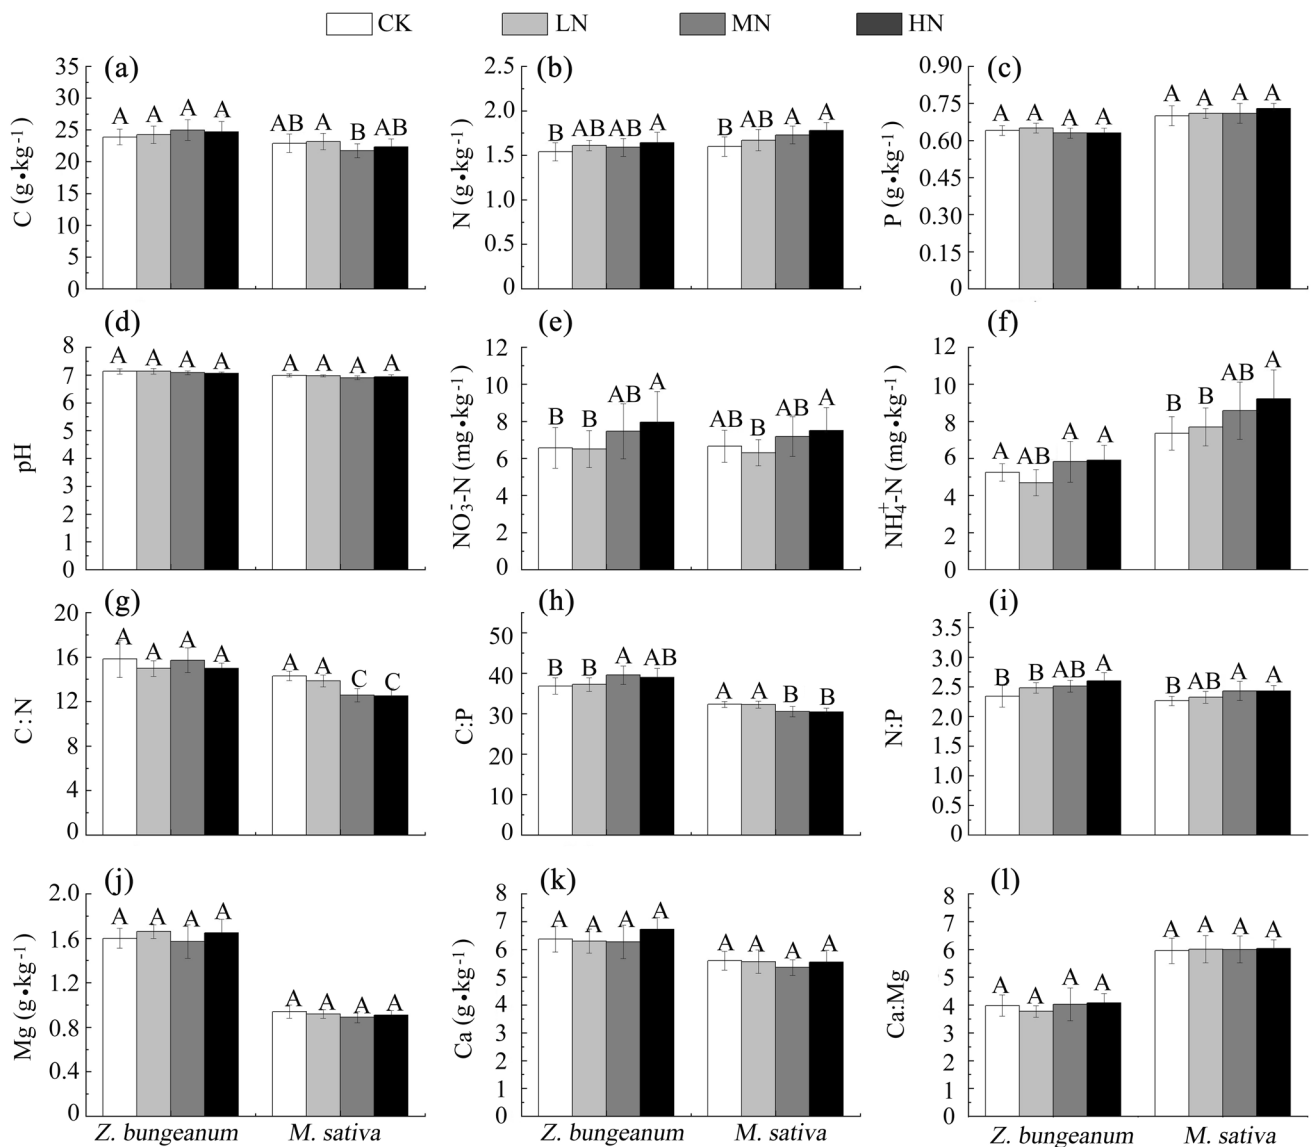 CK LN MN HN
(a) (b) (c)
C (g•kg⁻¹)
35
30
25
20
15
10
5
0
A A A A AB A B AB
N (g•kg⁻¹)
2.5
2.0
1.5
1.0
0.5
0
B AB AB A B AB A A
P (g•kg⁻¹)
0.90
0.75
0.60
0.45
0.30
0.15
0
A A A A A A A A
(d) (e) (f)
pH
8
7
6
5
4
3
2
1
0
A A A A A A A A
NO₃⁻-N (mg•kg⁻¹)
12
10
8
6
4
2
0
B B AB A AB B AB A
NH₄⁺-N (mg•kg⁻¹)
12
10
8
6
4
2
0
A AB A A B B AB A
(g) (h) (i)
C:N
20
16
12
8
4
0
A A A A A A C C
C:P
50
40
30
20
10
0
B B A AB A A B B
N:P
3.5
3.0
2.5
2.0
1.5
1.0
0.5
0
B B AB A B AB A A
(j) (k) (l)
Mg (g•kg⁻¹)
2.0
1.6
1.2
0.8
0.4
0
A A A A A A A A
Ca (g•kg⁻¹)
8
7
6
5
4
3
2
1
0
A A A A A A A A
Ca:Mg
8
7
6
5
4
3
2
1
0
A A A A A A A A
Z. bungeanum M. sativa Z. bungeanum M. sativa Z. bungeanum M. sativa